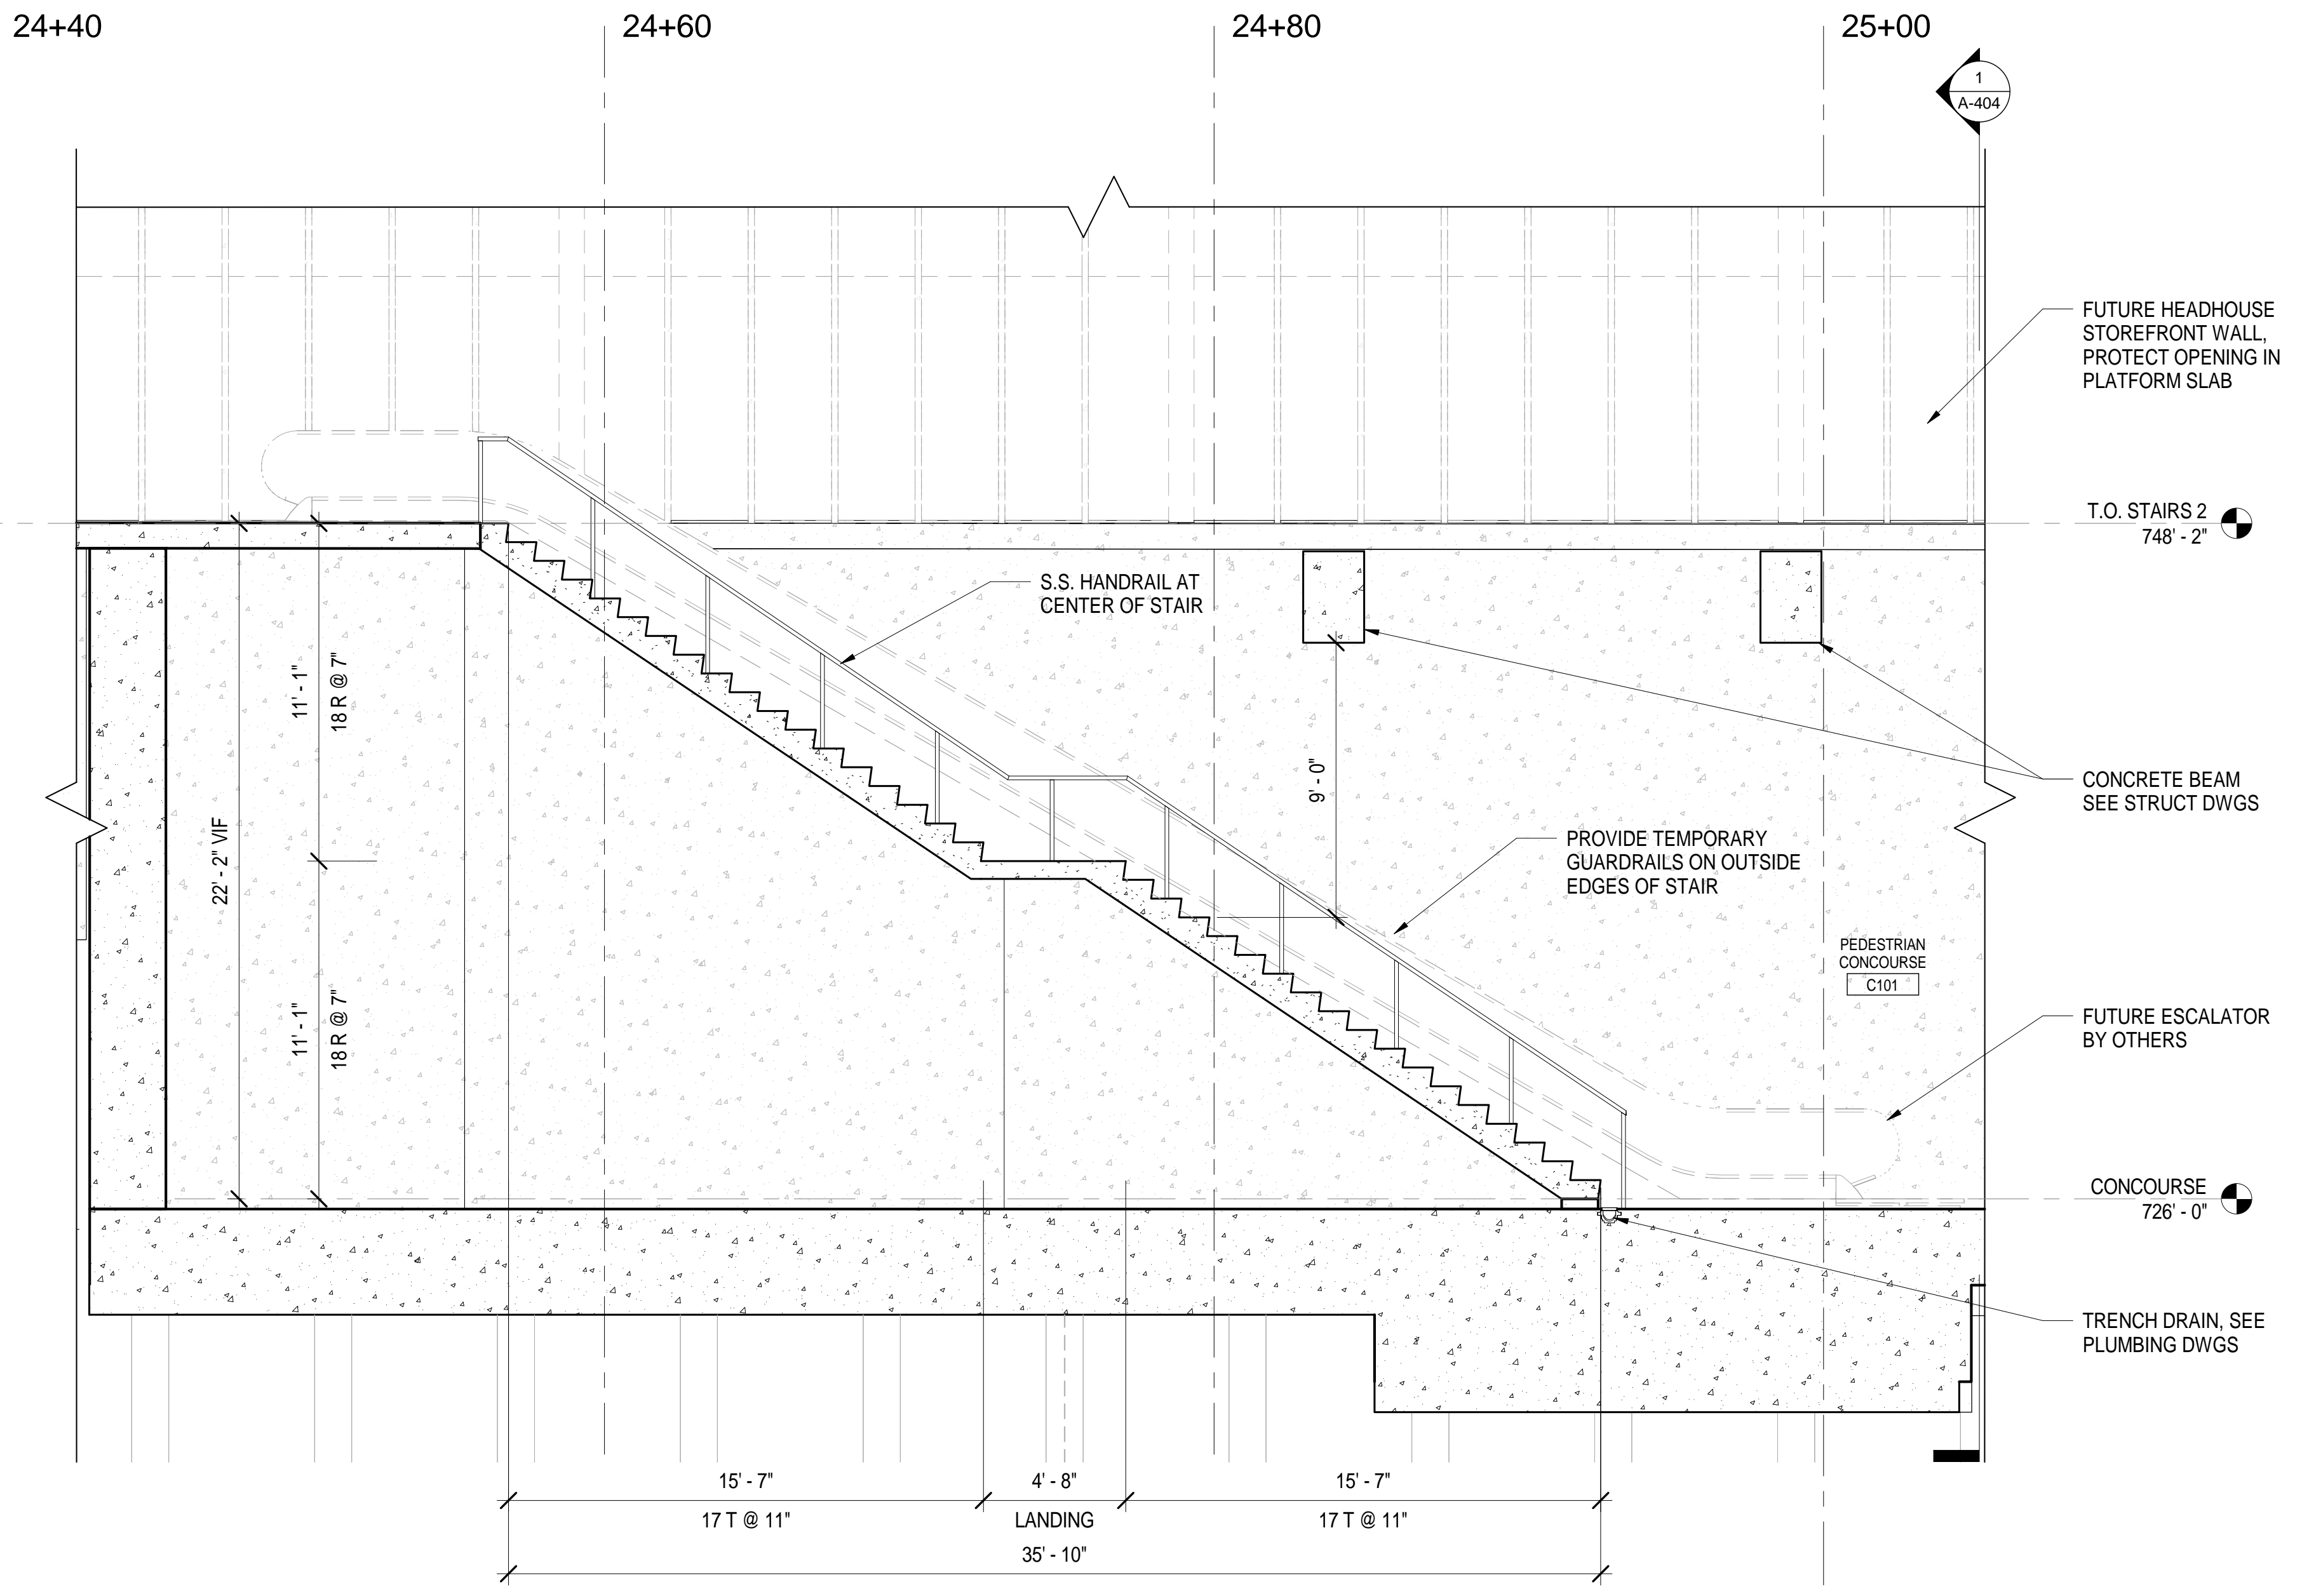 24+40
24+60
24+80
25+00
1
A-404
FUTURE HEADHOUSE
STOREFRONT WALL,
PROTECT OPENING IN
PLATFORM SLAB
T.O. STAIRS 2
748' - 2"
S.S. HANDRAIL AT
CENTER OF STAIR
11' - 1"
18 R @ 7"
9' - 0"
CONCRETE BEAM
SEE STRUCT DWGS
22' - 2" VIF
PROVIDE TEMPORARY
GUARDRAILS ON OUTSIDE
EDGES OF STAIR
PEDESTRIAN
CONCOURSE
C101
11' - 1"
18 R @ 7"
FUTURE ESCALATOR
BY OTHERS
CONCOURSE
726' - 0"
TRENCH DRAIN, SEE
PLUMBING DWGS
15' - 7"
4' - 8"
15' - 7"
17 T @ 11"
LANDING
17 T @ 11"
35' - 10"